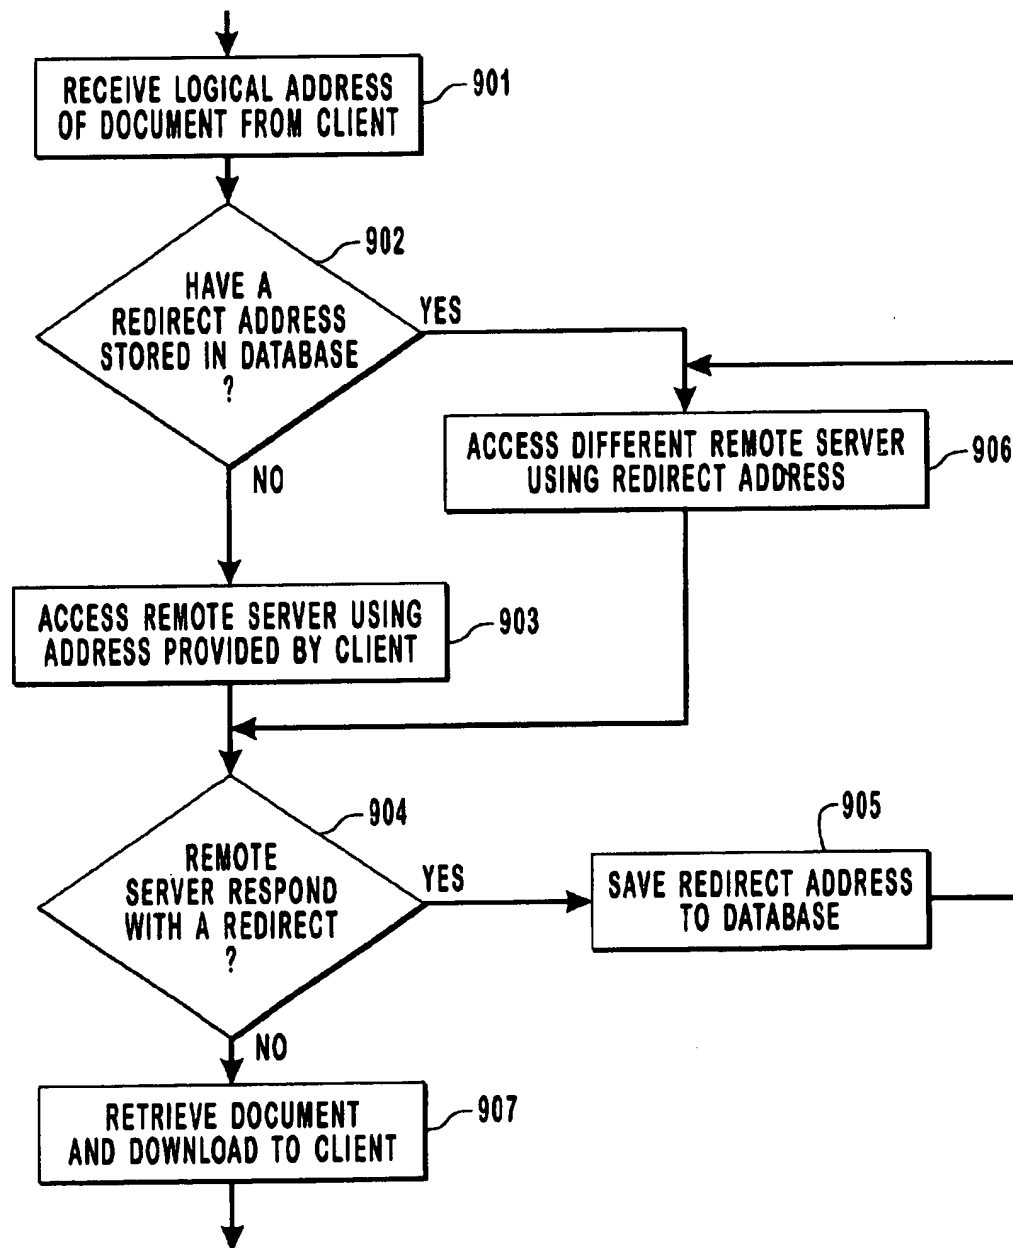 RECEIVE LOGICAL ADDRESS
OF DOCUMENT FROM CLIENT
901
902
HAVE A
REDIRECT ADDRESS
STORED IN DATABASE
?
YES
NO
ACCESS DIFFERENT REMOTE SERVER
USING REDIRECT ADDRESS
906
ACCESS REMOTE SERVER USING
ADDRESS PROVIDED BY CLIENT
903
904
REMOTE
SERVER RESPOND
WITH A REDIRECT
?
YES
NO
905
SAVE REDIRECT ADDRESS
TO DATABASE
RETRIEVE DOCUMENT
AND DOWNLOAD TO CLIENT
907